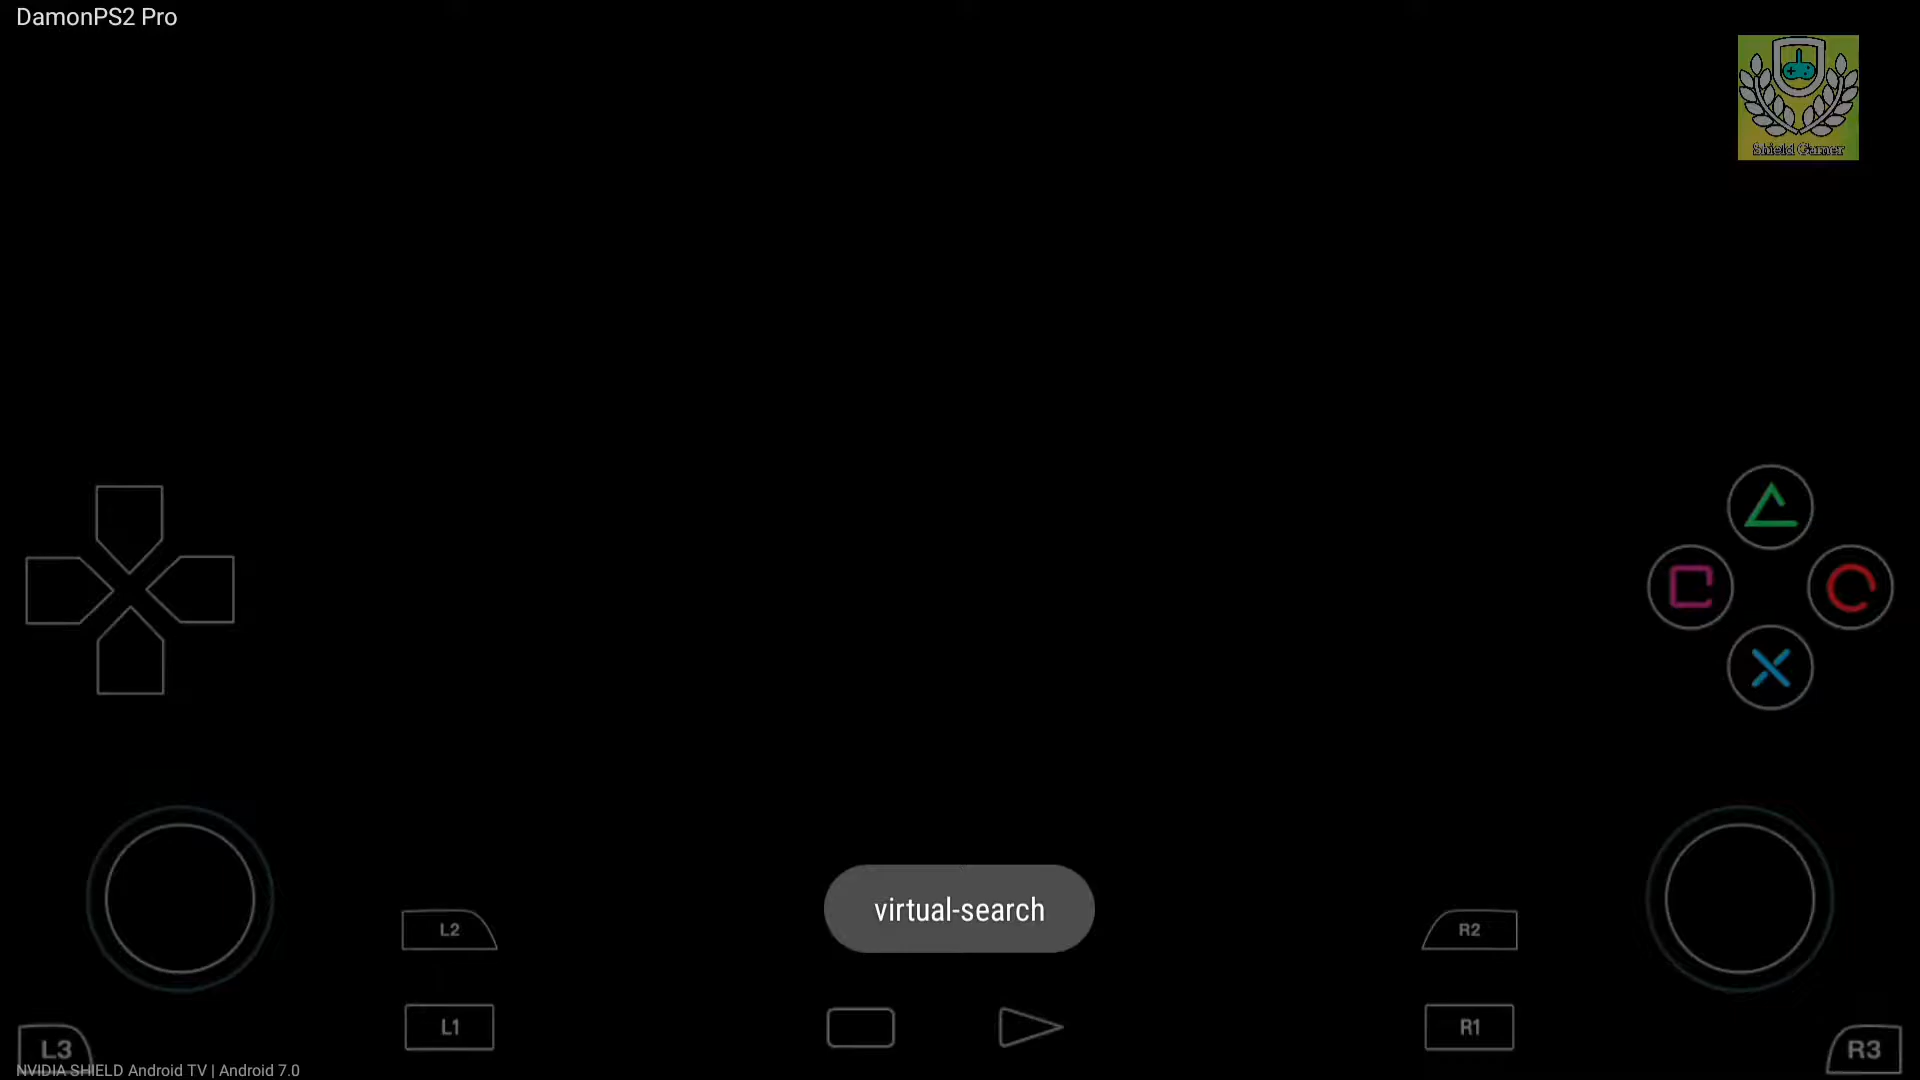 DamonPS2 Pro
Shield Gamer
virtual-search
L2
R2
L1
R1
L3
R3
NVIDIA SHIELD Android TV | Android 7.0